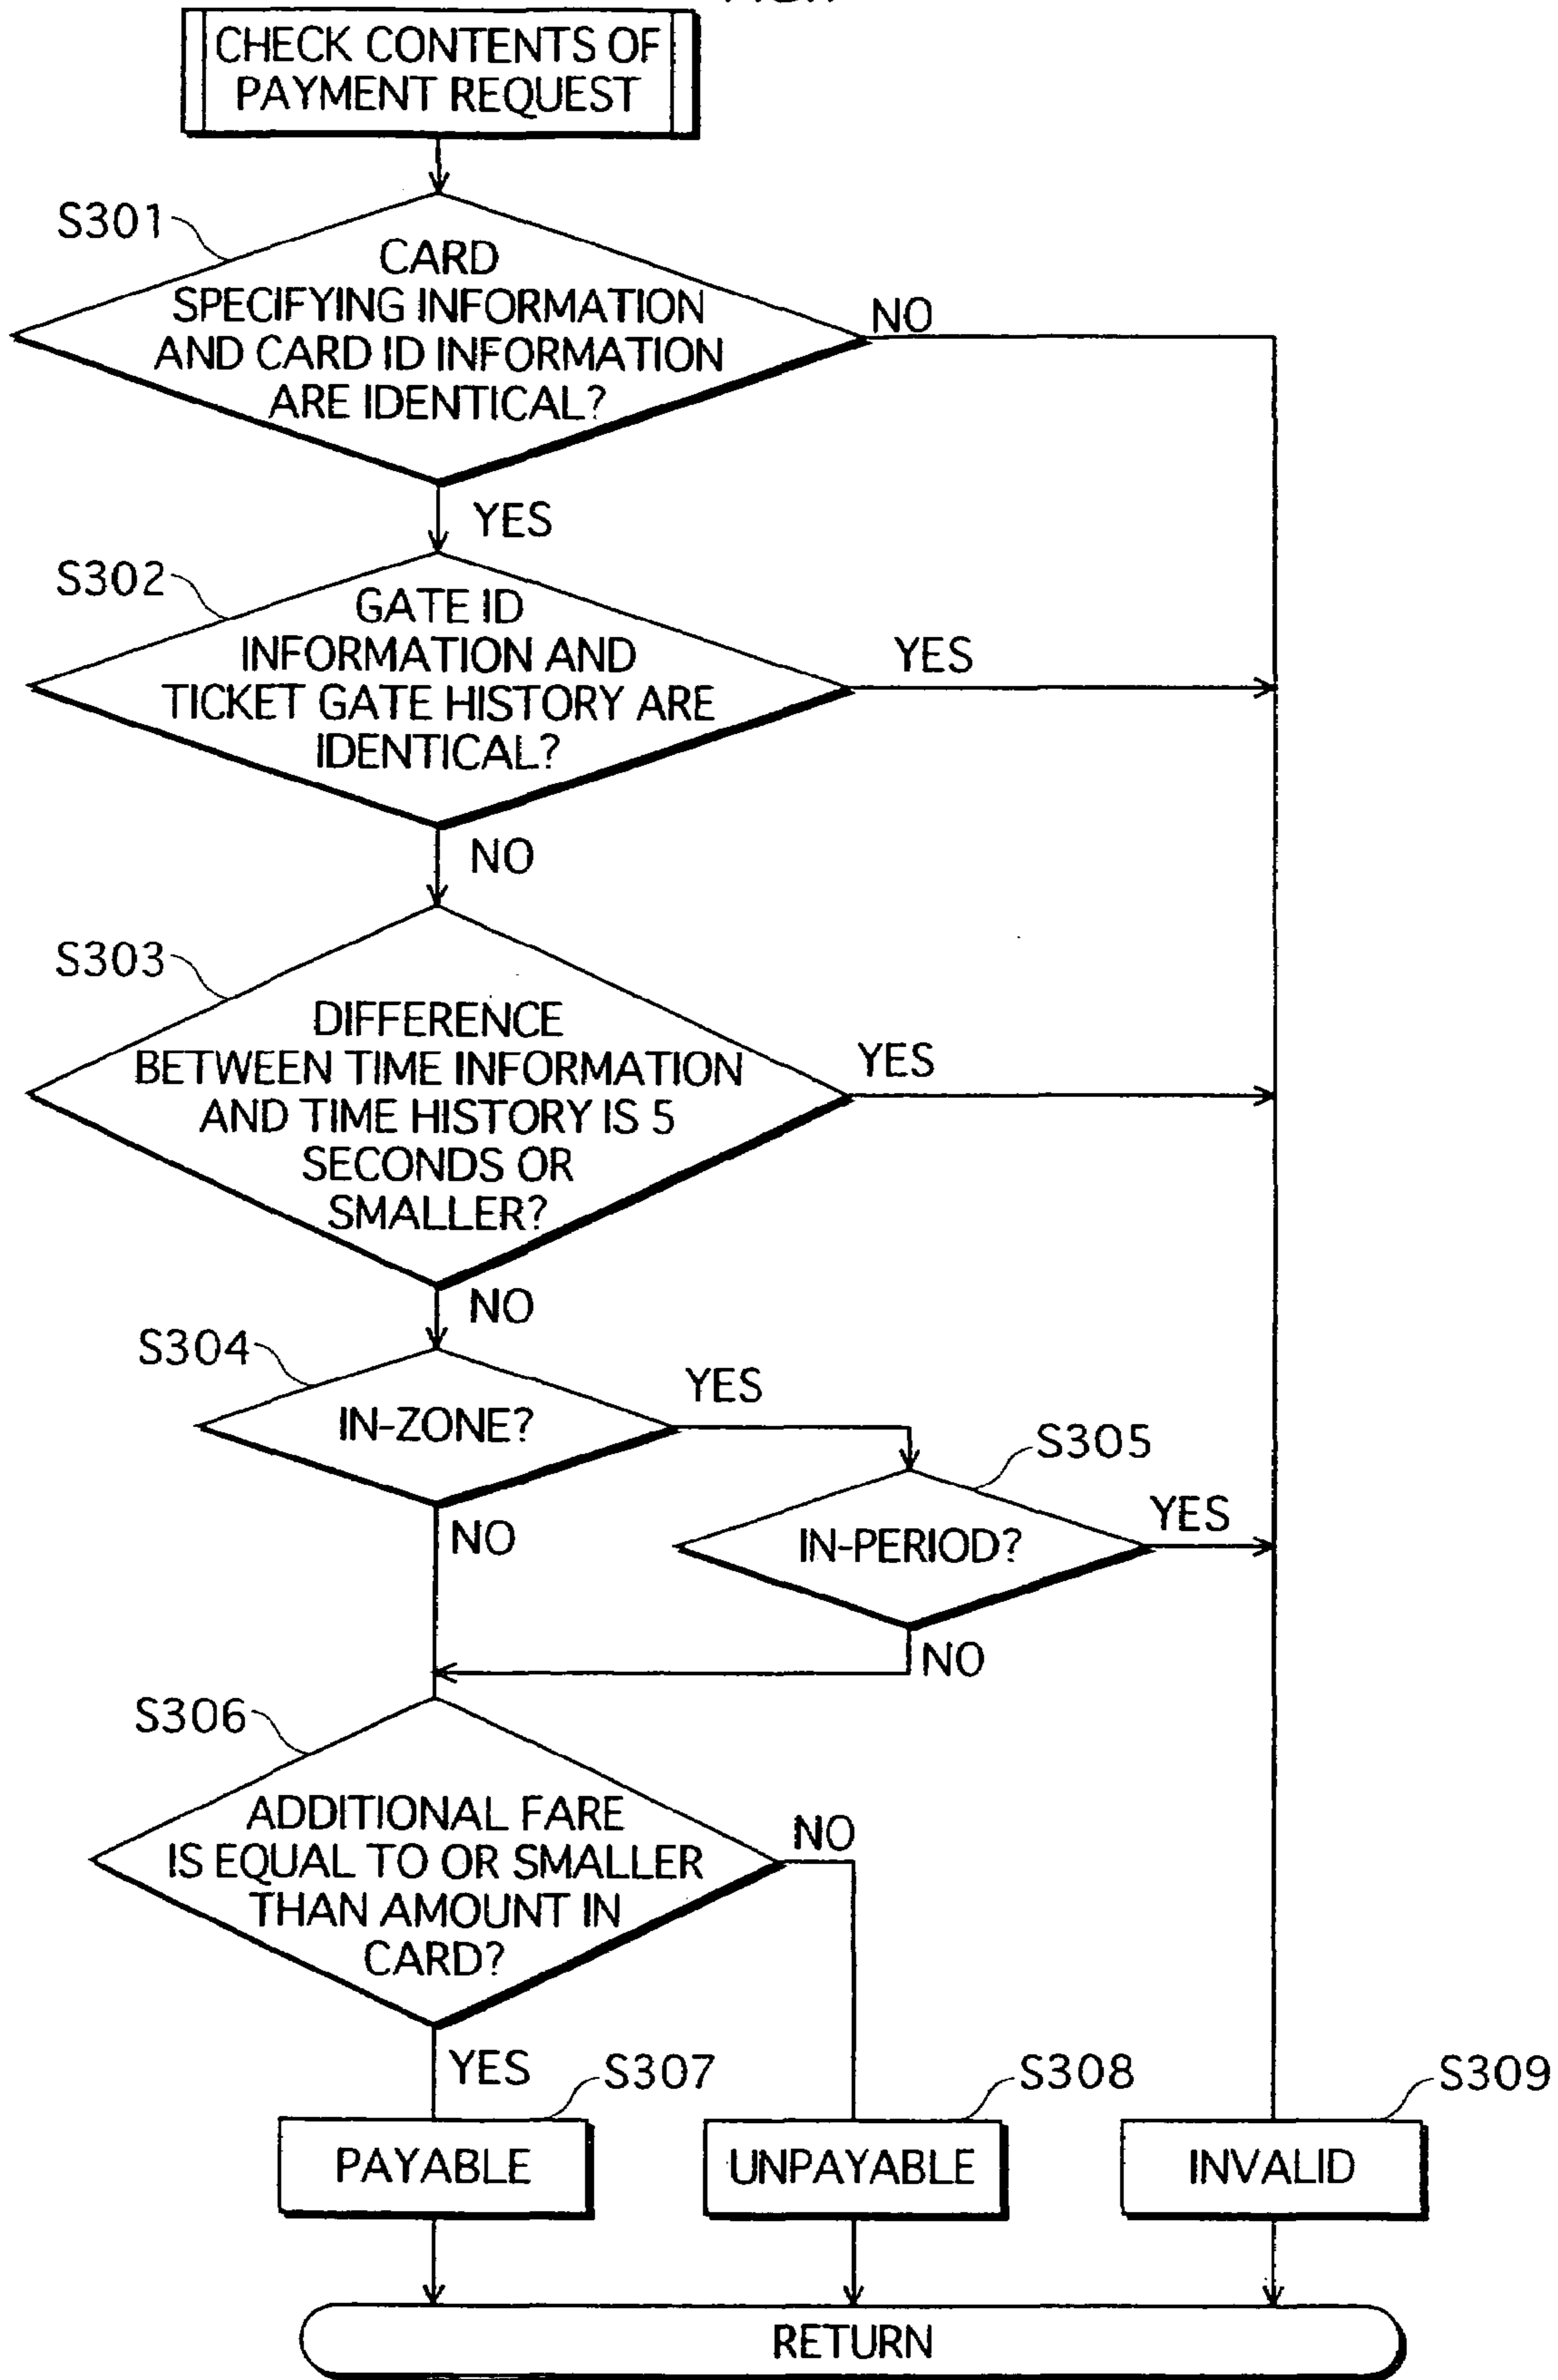 CHECK CONTENTS OF
PAYMENT REQUEST
S301
CARD
SPECIFYING INFORMATION
AND CARD ID INFORMATION
ARE IDENTICAL?
NO
YES
S302
GATE ID
INFORMATION AND
TICKET GATE HISTORY ARE
IDENTICAL?
YES
NO
S303
DIFFERENCE
BETWEEN TIME INFORMATION
AND TIME HISTORY IS 5
SECONDS OR
SMALLER?
YES
NO
S304
IN-ZONE?
YES
NO
S305
IN-PERIOD?
YES
NO
S306
ADDITIONAL FARE
IS EQUAL TO OR SMALLER
THAN AMOUNT IN
CARD?
NO
YES
S307
PAYABLE
S308
UNPAYABLE
S309
INVALID
RETURN